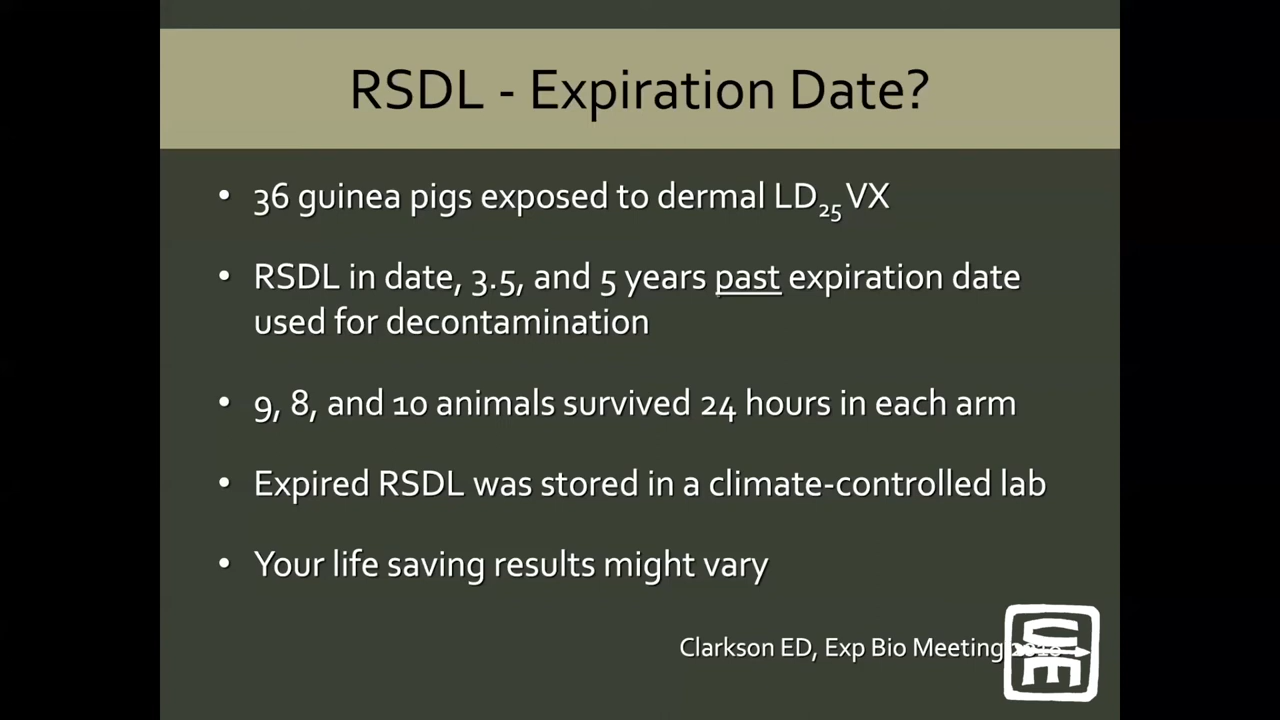 RSDL - Expiration Date?
• 36 guinea pigs exposed to dermal LD25 VX
• RSDL in date, 3.5, and 5 years past expiration date
used for decontamination
• 9, 8, and 10 animals survived 24 hours in each arm
• Expired RSDL was stored in a climate-controlled lab
• Your life saving results might vary
Clarkson ED, Exp Bio Meeting